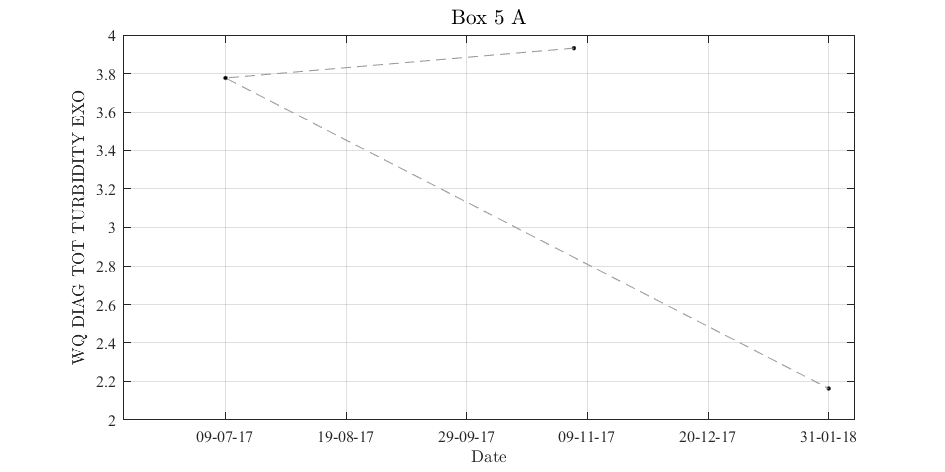 Box 5 A
WQ DIAG TOT TURBIDITY EXO
4
3.8
3.6
3.4
3.2
3
2.8
2.6
2.4
2.2
2
09-07-17 19-08-17 29-09-17 09-11-17 20-12-17 31-01-18
Date